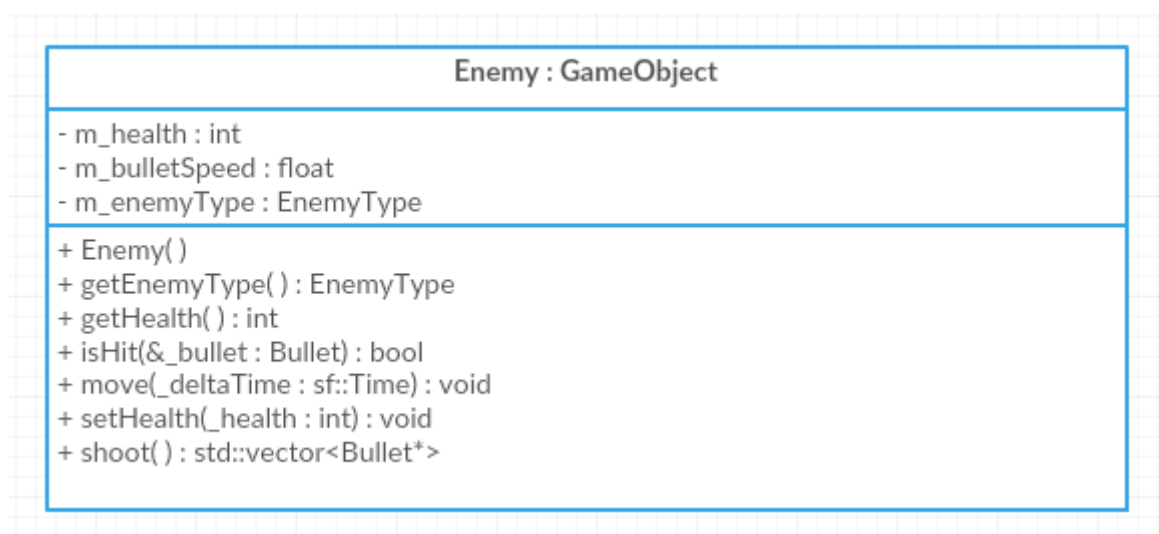 Enemy : GameObject
- m_health : int
- m_bulletSpeed : float
- m_enemyType : EnemyType
+ Enemy( )
+ getEnemyType( ) : EnemyType
+ getHealth( ) : int
+ isHit(&_bullet : Bullet) : bool
+ move(_deltaTime : sf::Time) : void
+ setHealth(_health : int) : void
+ shoot( ) : std::vector<Bullet*>